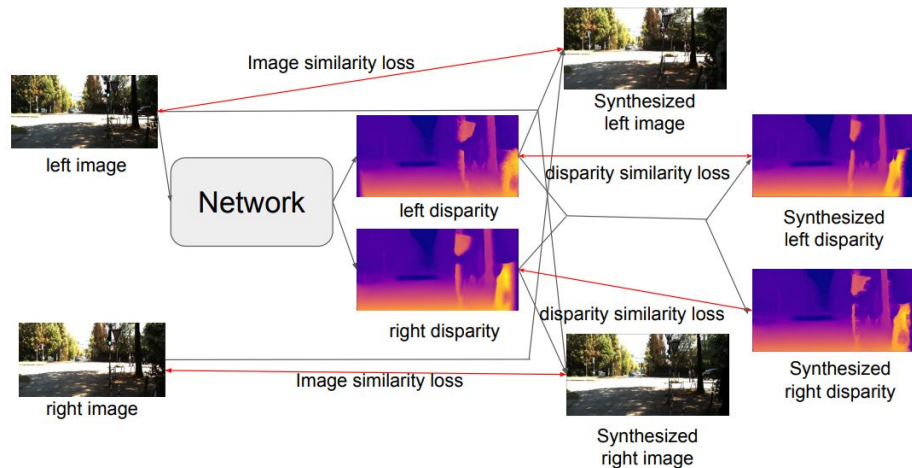 Image similarity loss
Synthesized
left image
left image
Network
left disparity
disparity similarity loss
Synthesized
left disparity
right disparity
disparity similarity loss
Synthesized
right disparity
right image
Image similarity loss
Synthesized
right image